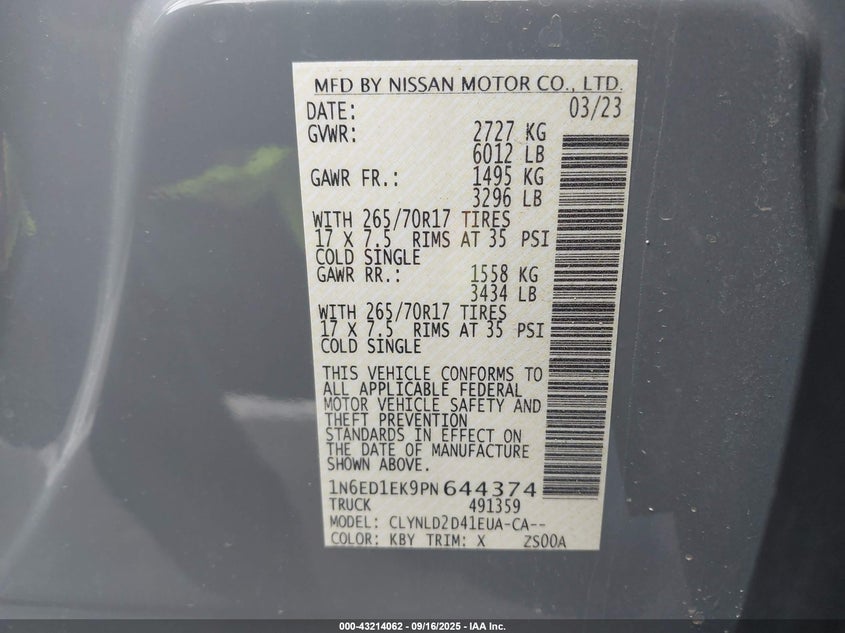 MFD BY NISSAN MOTOR CO., LTD.
DATE: 03/23
GVWR: 2727 KG
6012 LB
GAWR FR.: 1495 KG
3296 LB
WITH 265/70R17 TIRES
17 X 7.5 RIMS AT 35 PSI
COLD SINGLE
GAWR RR.: 1558 KG
3434 LB
WITH 265/70R17 TIRES
17 X 7.5 RIMS AT 35 PSI
COLD SINGLE
THIS VEHICLE CONFORMS TO
ALL APPLICABLE FEDERAL
MOTOR VEHICLE SAFETY AND
THEFT PREVENTION
STANDARDS IN EFFECT ON
THE DATE OF MANUFACTURE
SHOWN ABOVE.
1N6ED1EK9PN644374
TRUCK 491359
MODEL: CLYNLD2D41EUA-CA--
COLOR: KBY TRIM: X ZS00A
000-43214062 - 09/16/2025 - IAA Inc.